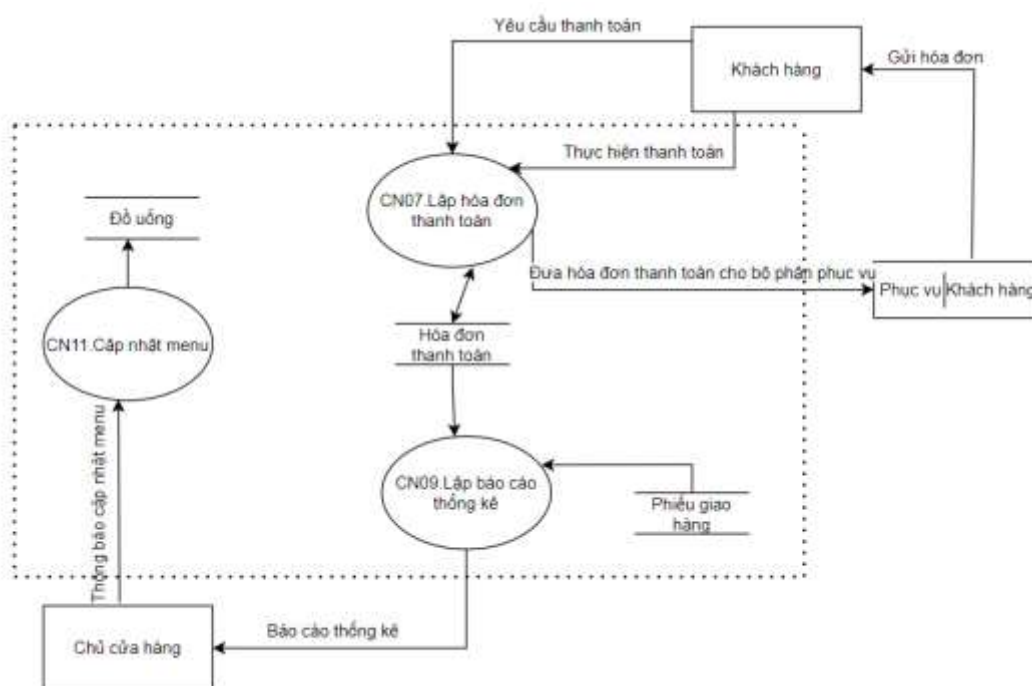 Yêu cầu thanh toán
Khách hàng
Gửi hóa đơn
Thực hiện thanh toán
CN07.Lập hóa đơn
thanh toán
Đồ uống
Đưa hóa đơn thanh toán cho bộ phận phục vụ
Phục vụ
Khách hàng
CN11.Cập nhật menu
Hóa đơn
thanh toán
Thông báo cập nhật menu
CN09.Lập báo cáo
thống kê
Phiếu giao
hàng
Chủ cửa hàng
Báo cáo thống kê